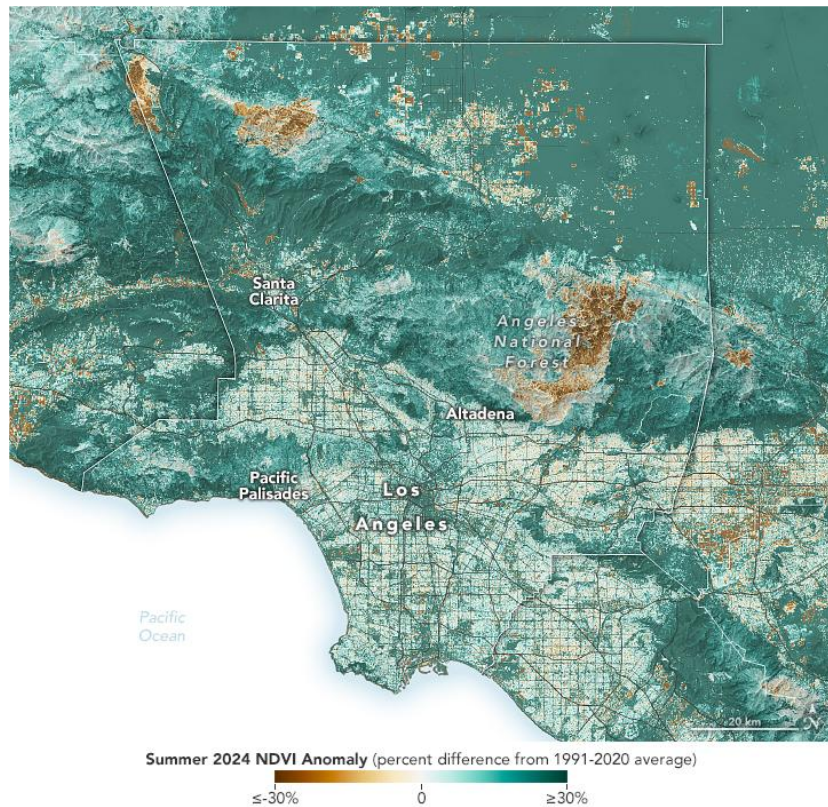 Santa
Clarita
Angeles
National
Forest
Altadena
Pacific
Palisades
Los
Angeles
Pacific
Ocean
20 km
N
Summer 2024 NDVI Anomaly (percent difference from 1991-2020 average)
≤-30%
0
≥30%